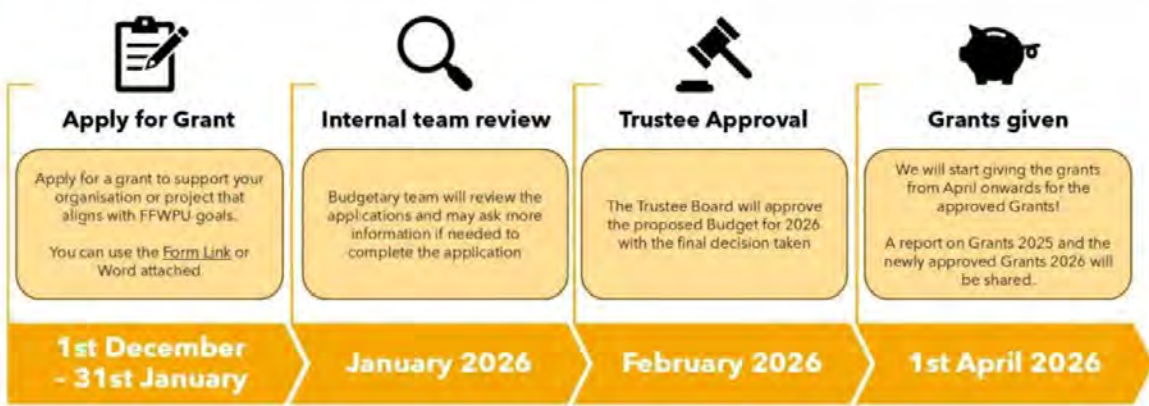 Apply for Grant
Apply for a grant to support your
organisation or project that
aligns with FFWPU goals.
You can use the Form Link or
Word attached
1st December
- 31st January
Internal team review
Budgetary team will review the
applications and may ask more
information if needed to
complete the application
January 2026
Trustee Approval
The Trustee Board will approve
the proposed Budget for 2026
with the final decision taken
February 2026
Grants given
We will start giving the grants
from April onwards for the
approved Grants!
A report on Grants 2025 and the
newly approved Grants 2026 will
be shared.
1st April 2026